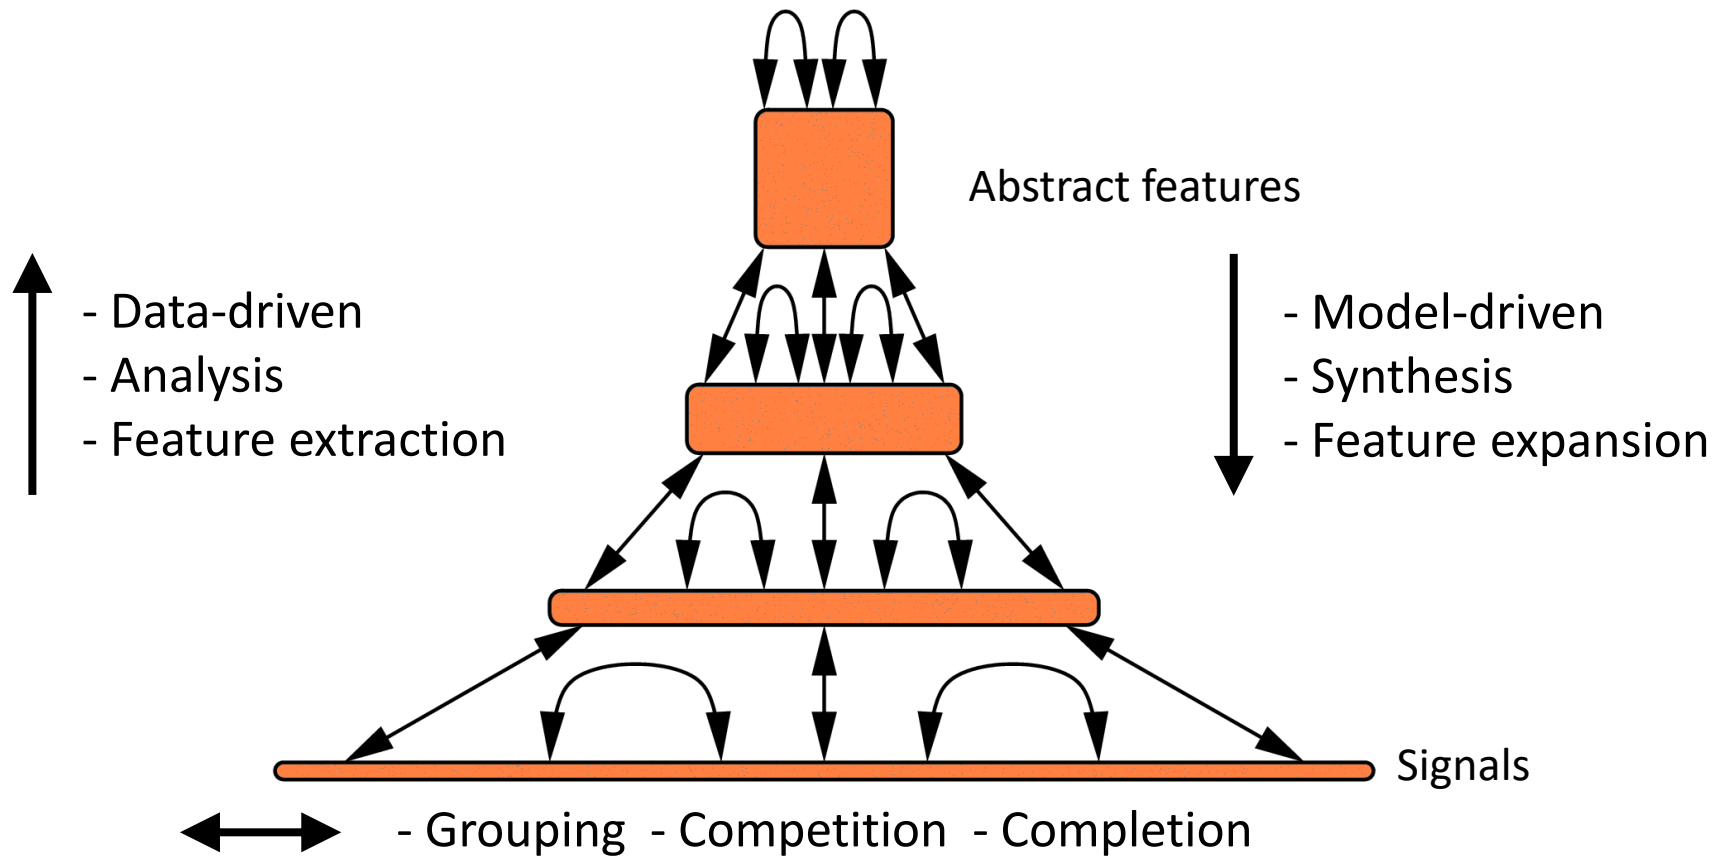 Abstract features
- Data-driven
- Analysis
- Feature extraction
- Model-driven
- Synthesis
- Feature expansion
Signals
- Grouping - Competition - Completion